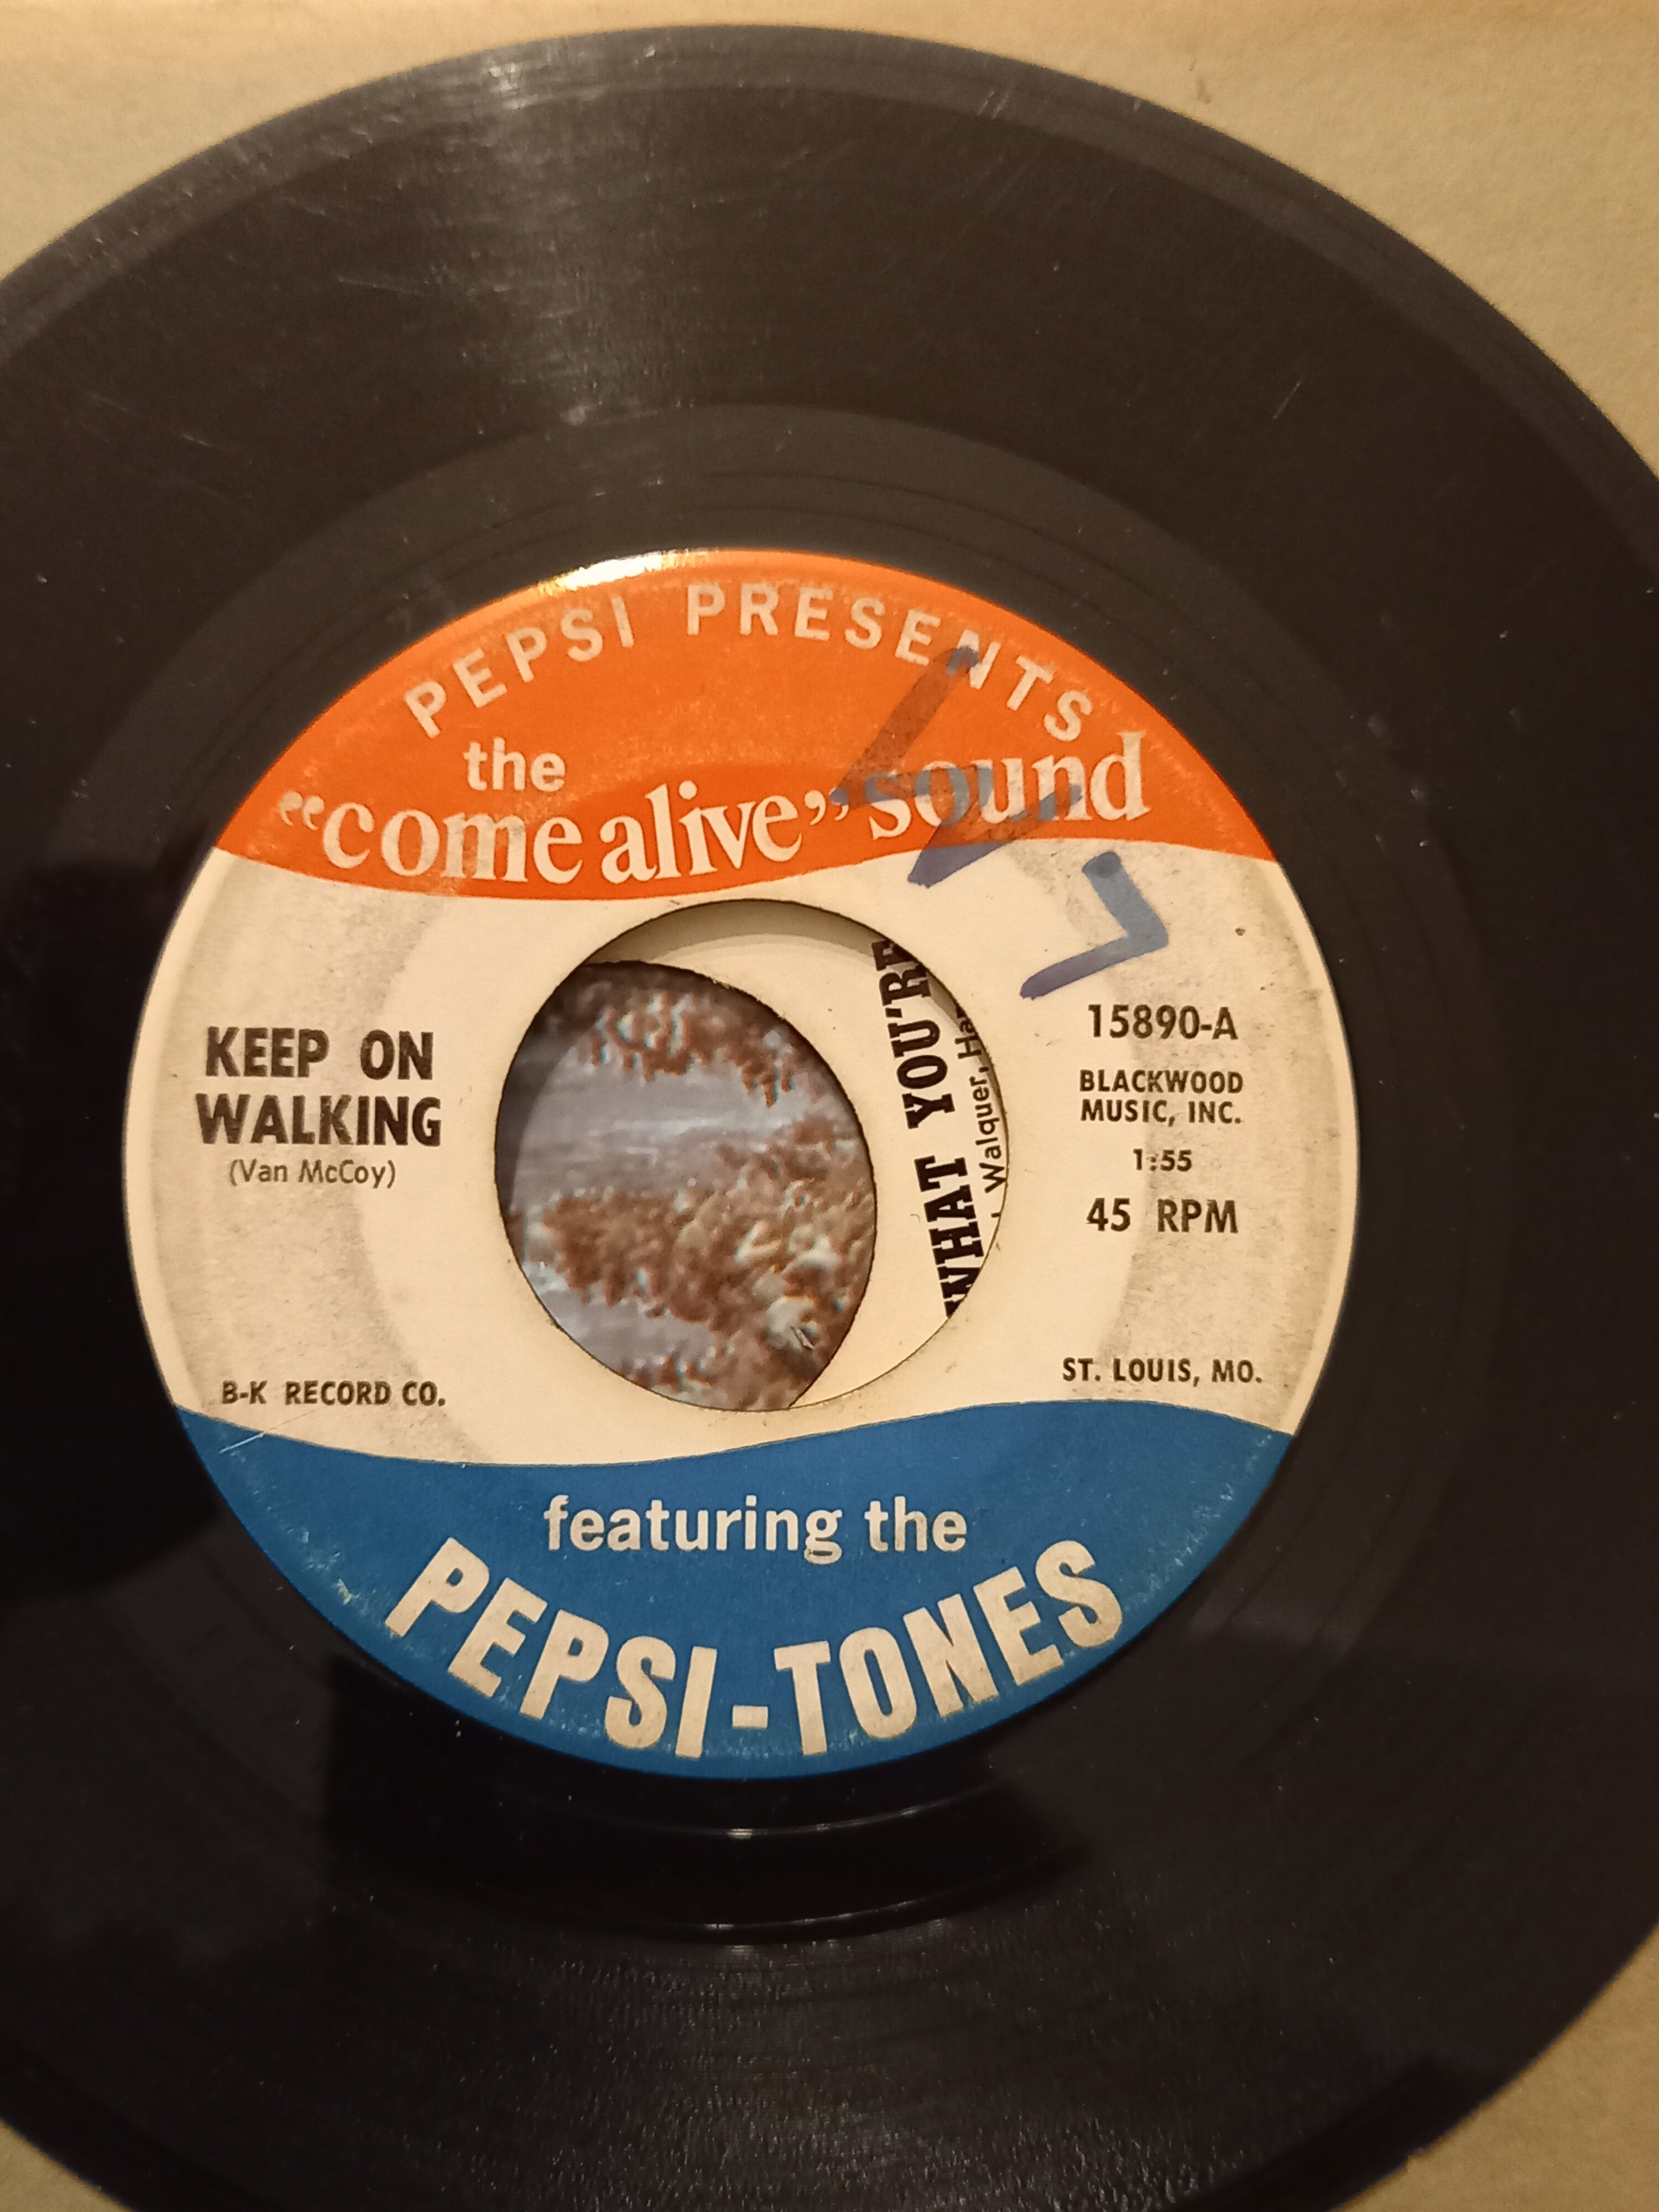 PEPSI PRESENTS
the
"come alive" sound
KEEP ON
WALKING
(Van McCoy)
B-K RECORD CO.
WHAT YOU'RE
Walquer,
15890-A
BLACKWOOD
MUSIC, INC.
1:55
45 RPM
ST. LOUIS, MO.
featuring the
PEPSI-TONES